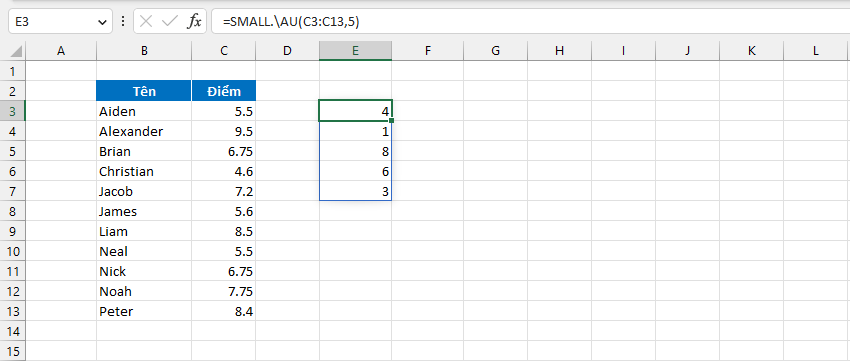 E3 fx =SMALL.\AU(C3:C13,5)
A B C D E F G H I J K L
1
2 Tên Điểm
3 Aiden 5.5 4
4 Alexander 9.5 1
5 Brian 6.75 8
6 Christian 4.6 6
7 Jacob 7.2 3
8 James 5.6
9 Liam 8.5
10 Neal 5.5
11 Nick 6.75
12 Noah 7.75
13 Peter 8.4
14
15